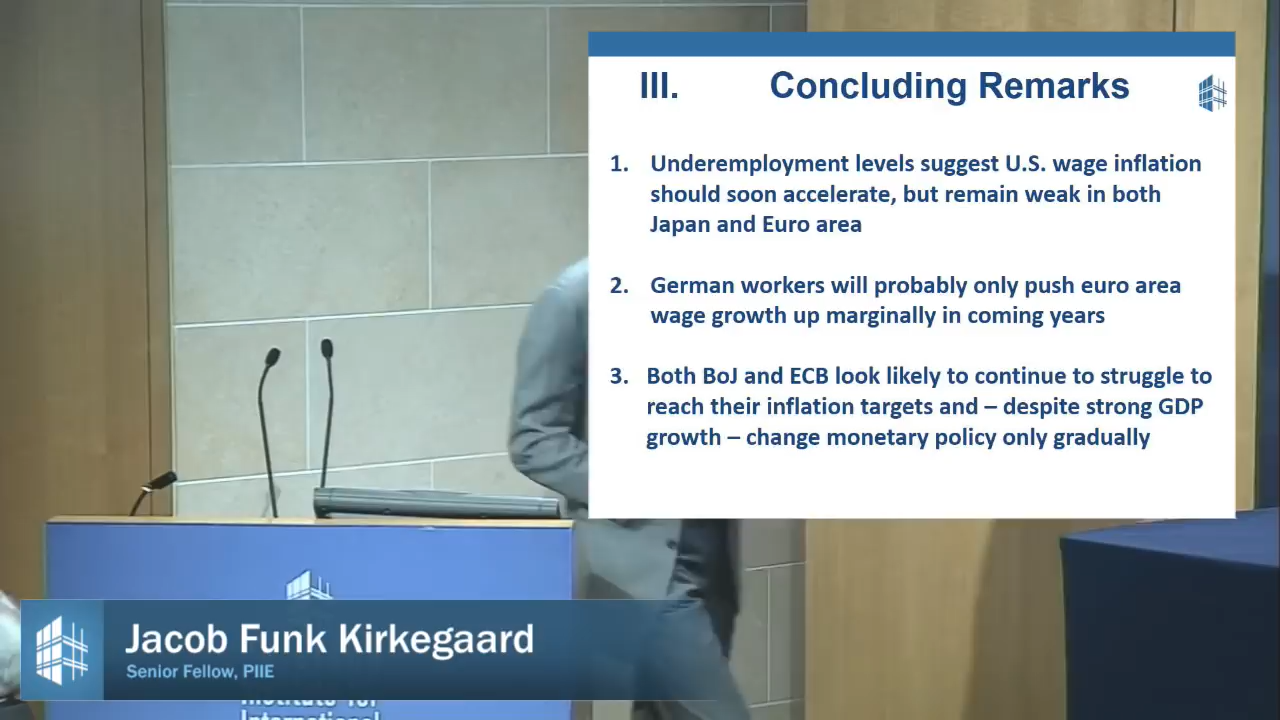 III. Concluding Remarks
1. Underemployment levels suggest U.S. wage inflation
should soon accelerate, but remain weak in both
Japan and Euro area
2. German workers will probably only push euro area
wage growth up marginally in coming years
3. Both BoJ and ECB look likely to continue to struggle to
reach their inflation targets and – despite strong GDP
growth – change monetary policy only gradually
Jacob Funk Kirkegaard
Senior Fellow, PIIE
Institute for
International